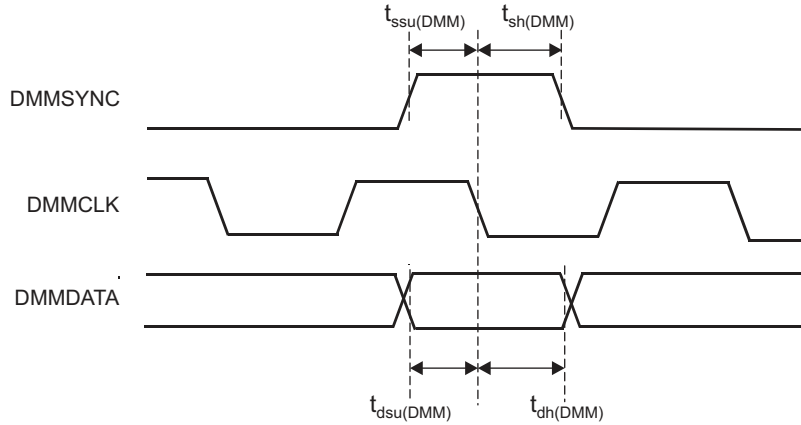 tssu(DMM) tsh(DMM)
DMMSYNC
DMMCLK
DMMDATA
tdsu(DMM) tdh(DMM)